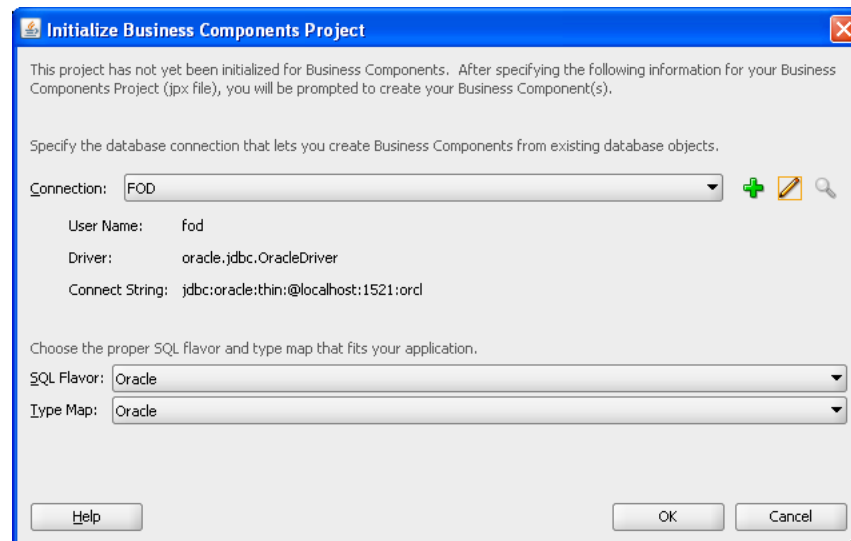 Initialize Business Components Project
This project has not yet been initialized for Business Components. After specifying the following information for your Business
Components Project (jpx file), you will be prompted to create your Business Component(s).
Specify the database connection that lets you create Business Components from existing database objects.
Connection: FOD
User Name: fod
Driver: oracle.jdbc.OracleDriver
Connect String: jdbc:oracle:thin:@localhost:1521:orcl
Choose the proper SQL flavor and type map that fits your application.
SQL Flavor: Oracle
Type Map: Oracle
Help OK Cancel